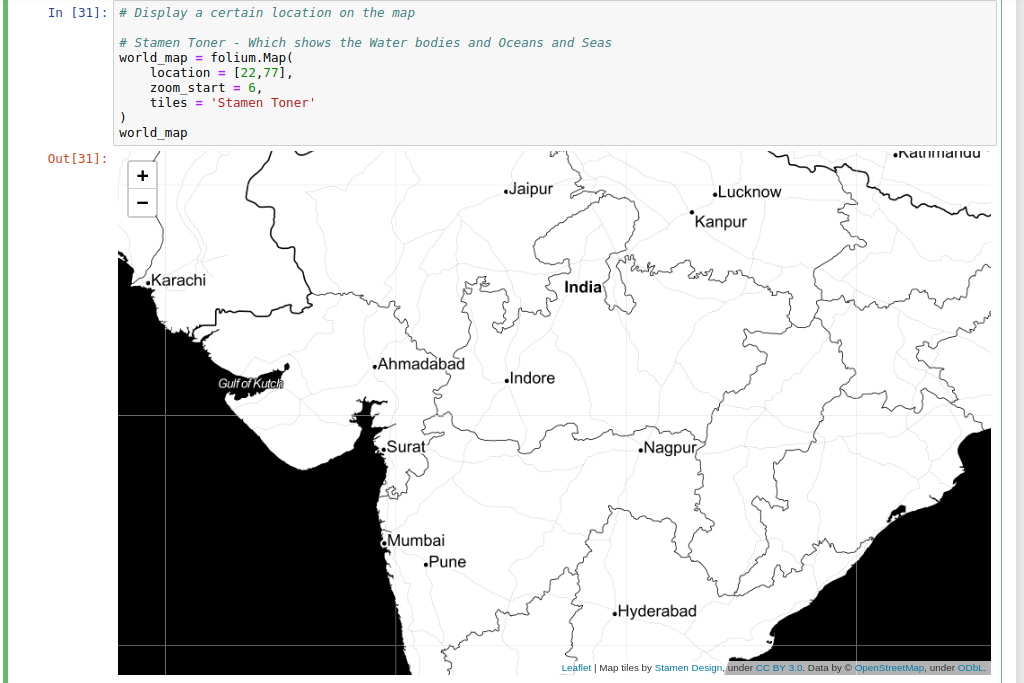 In [31]: # Display a certain location on the map
# Stamen Toner - Which shows the Water bodies and Oceans and Seas
world_map = folium.Map(
    location = [22,77],
    zoom_start = 6,
    tiles = 'Stamen Toner'
)
world_map
Out[31]:
Kathmandu
+
−
Jaipur
Lucknow
Kanpur
Karachi
India
Ahmadabad
Indore
Gulf of Kutch
Surat
Nagpur
Mumbai
Pune
Hyderabad
Leaflet | Map tiles by Stamen Design, under CC BY 3.0. Data by © OpenStreetMap, under ODbL.